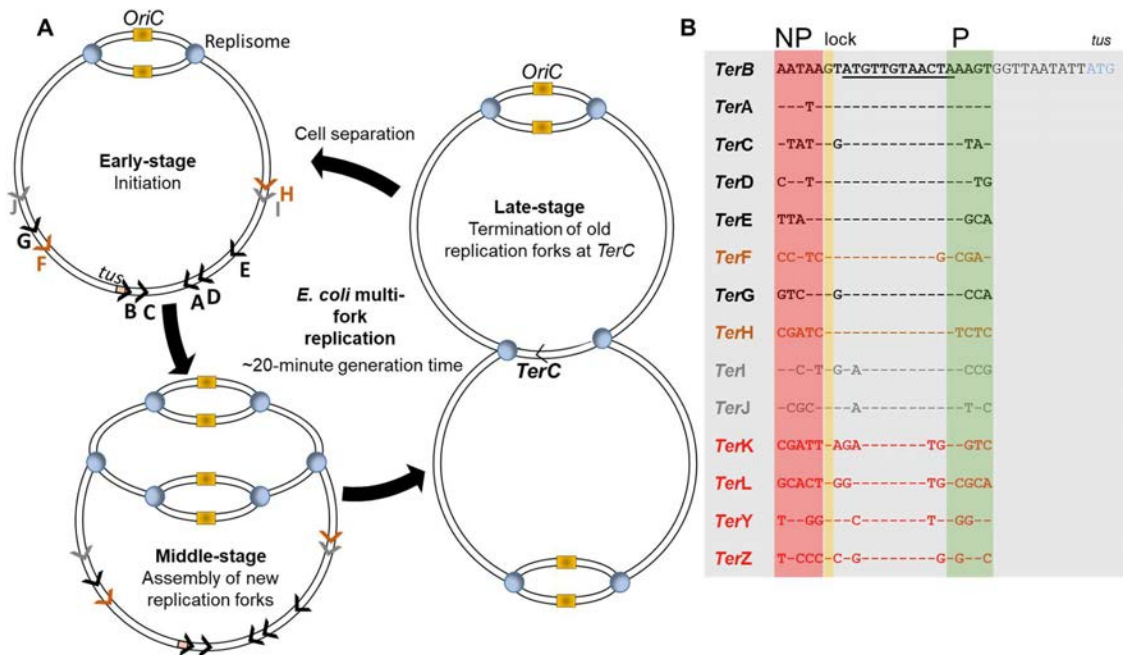 A
OriC
Replisome
Early-stage
Initiation
J
G
F
tus
B
C
A
D
E
I
H
Cell separation
OriC
Late-stage
Termination of old
replication forks at TerC
E. coli multi-
fork
replication
~20-minute generation time
TerC
Middle-stage
Assembly of new
replication forks
B
NP lock P tus
TerB AATAAGTATGTTGTAACTAAAGTGGTTAATATTATG
TerA ---T-------------------
TerC -TAT--G-------------TA-
TerD C--T-----------------TG
TerE TTA-----------------GCA
TerF CC-TC------------G-CGA-
TerG GTC---G-------------CCA
TerH CGATC--------------TCTC
TerI --C-T-G-A-----------CCG
TerJ -CGC----A-----------T-C
TerK CGATT-AGA-------TG--GTC
TerL GCACT-GG--------TG-CGCA
TerY T--GG---C-------T--GG--
TerZ T-CCC-C-G--------G-G--C